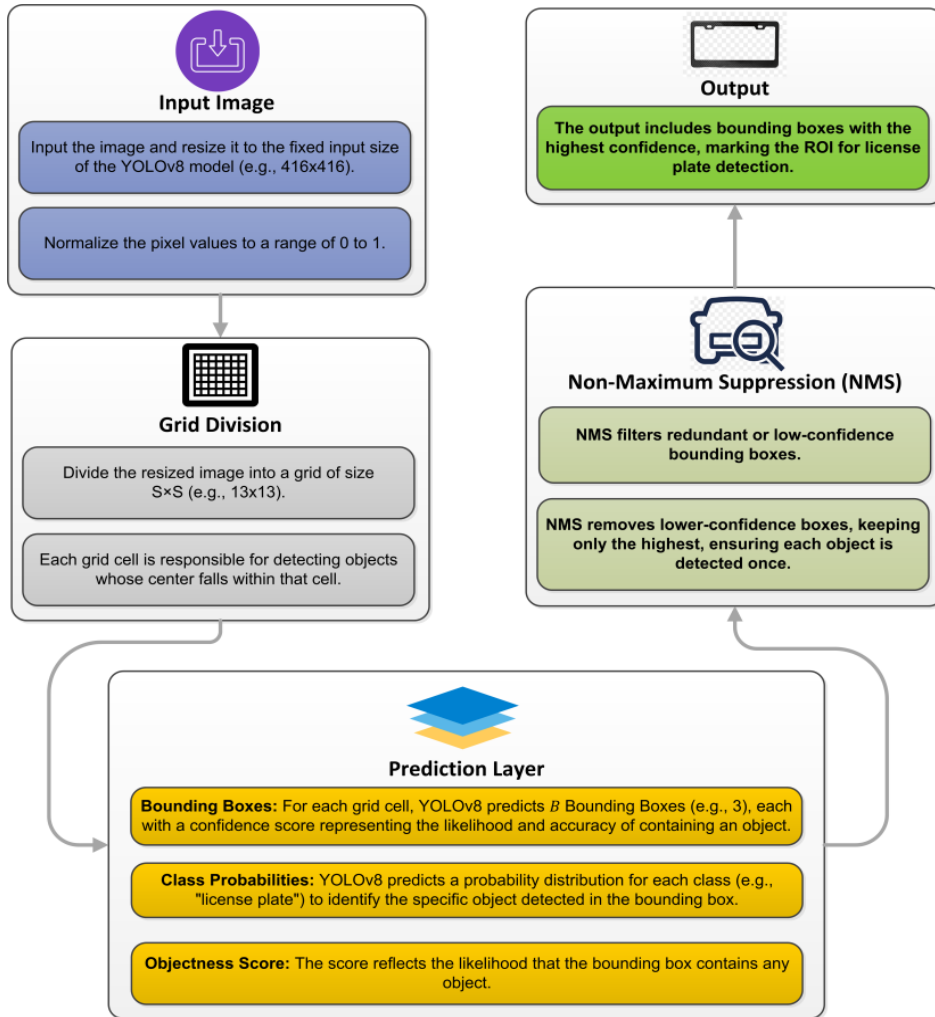 Input Image
Input the image and resize it to the fixed input size
of the YOLOv8 model (e.g., 416x416).
Normalize the pixel values to a range of 0 to 1.
Grid Division
Divide the resized image into a grid of size
S×S (e.g., 13x13).
Each grid cell is responsible for detecting objects
whose center falls within that cell.
Prediction Layer
Bounding Boxes: For each grid cell, YOLOv8 predicts B Bounding Boxes (e.g., 3), each
with a confidence score representing the likelihood and accuracy of containing an object.
Class Probabilities: YOLOv8 predicts a probability distribution for each class (e.g.,
"license plate") to identify the specific object detected in the bounding box.
Objectness Score: The score reflects the likelihood that the bounding box contains any
object.
Non-Maximum Suppression (NMS)
NMS filters redundant or low-confidence
bounding boxes.
NMS removes lower-confidence boxes, keeping
only the highest, ensuring each object is
detected once.
Output
The output includes bounding boxes with the
highest confidence, marking the ROI for license
plate detection.